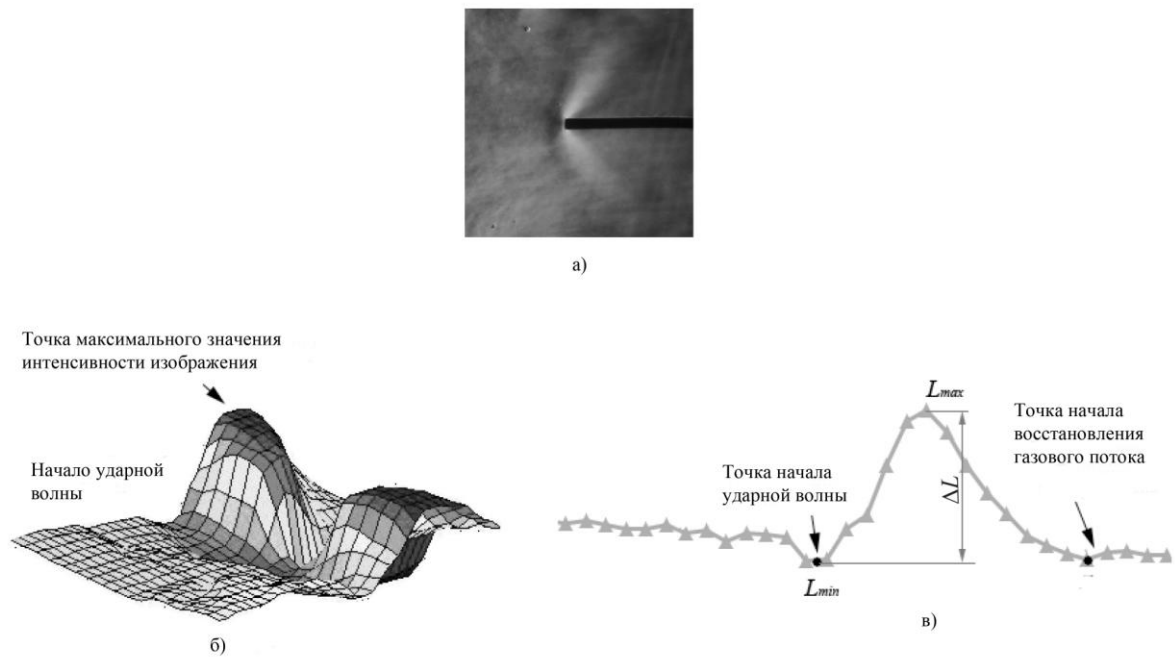 а)
Точка максимального значения
интенсивности изображения
Начало ударной
волны
б)
Точка начала
ударной волны
Lmax
ΔL
Lmin
Точка начала
восстановления
газового потока
в)